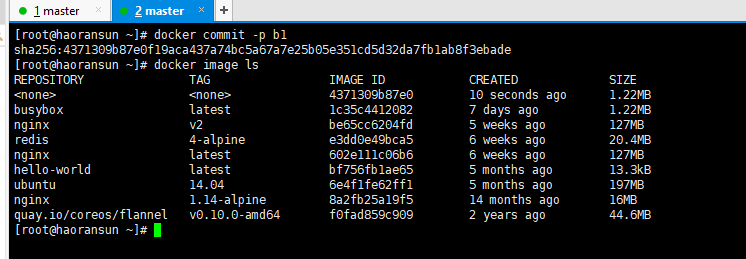 1 master × 2 master × +
[root@haoransun ~]# docker commit -p b1
sha256:4371309b87e0f19aca437a74bc5a67a7e25b05e351cd5d32da7fb1ab8f3ebade
[root@haoransun ~]# docker image ls
REPOSITORY TAG IMAGE ID CREATED SIZE
<none> <none> 4371309b87e0 10 seconds ago 1.22MB
busybox latest 1c35c4412082 7 days ago 1.22MB
nginx v2 be65cc6204fd 5 weeks ago 127MB
redis 4-alpine e3dd0e49bca5 6 weeks ago 20.4MB
nginx latest 602e111c06b6 6 weeks ago 127MB
hello-world latest bf756fb1ae65 5 months ago 13.3kB
ubuntu 14.04 6e4f1fe62ff1 5 months ago 197MB
nginx 1.14-alpine 8a2fb25a19f5 14 months ago 16MB
quay.io/coreos/flannel v0.10.0-amd64 f0fad859c909 2 years ago 44.6MB
[root@haoransun ~]#